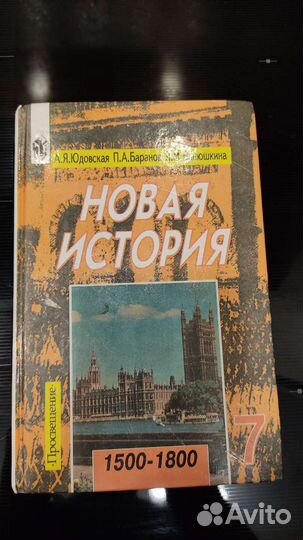 А.Я.Юдовская П.А.Баранов
НОВАЯ
ИСТОРИЯ
«Просвещение»
1500-1800
7
Avito